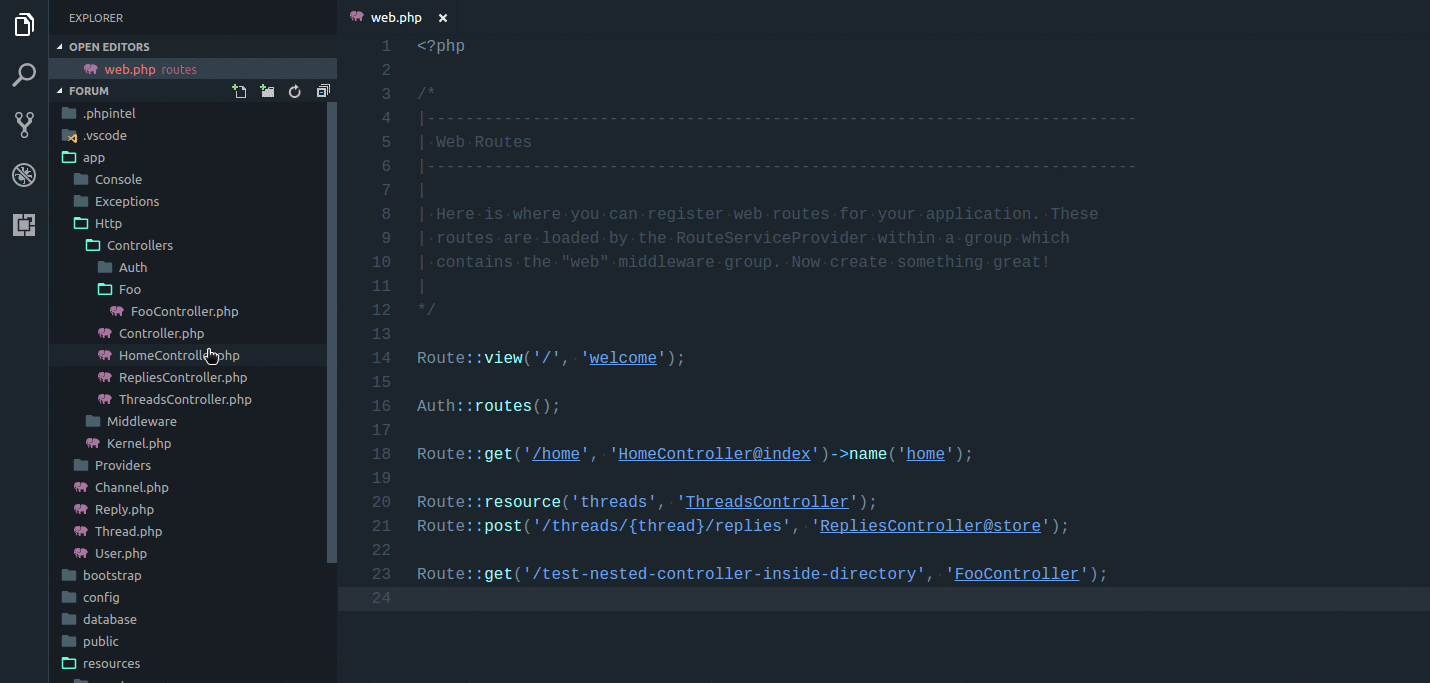 EXPLORER
OPEN EDITORS
web.php routes
FORUM
.phpintel
.vscode
app
Console
Exceptions
Http
Controllers
Auth
Foo
FooController.php
Controller.php
HomeController.php
RepliesController.php
ThreadsController.php
Middleware
Kernel.php
Providers
Channel.php
Reply.php
Thread.php
User.php
bootstrap
config
database
public
resources
web.php ×
1 <?php
2
3 /*
4 |--------------------------------------------------------------------------
5 | Web Routes
6 |--------------------------------------------------------------------------
7 |
8 | Here is where you can register web routes for your application. These
9 | routes are loaded by the RouteServiceProvider within a group which
10 | contains the "web" middleware group. Now create something great!
11 |
12 */
13
14 Route::view('/', 'welcome');
15
16 Auth::routes();
17
18 Route::get('/home', 'HomeController@index')->name('home');
19
20 Route::resource('threads', 'ThreadsController');
21 Route::post('/threads/{thread}/replies', 'RepliesController@store');
22
23 Route::get('/test-nested-controller-inside-directory', 'FooController');
24